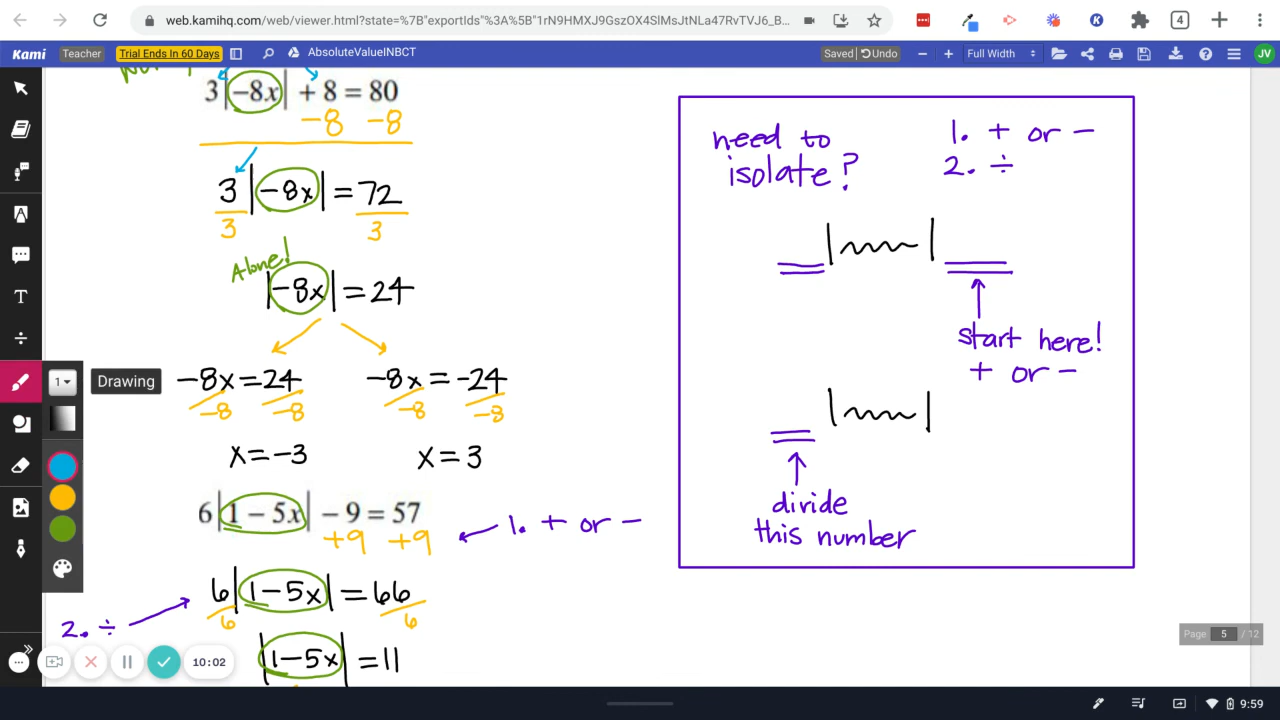 web.kamihq.com/web/viewer.html?state=%7B"exportIds"%3A%5B"1rN9HMXJ9GszOX4SlMsJtNLa47RvTVJ6_B...
4
Kami Teacher Trial Ends In 60 Days AbsoluteValueINBCT Saved Undo Full Width JV
3|−8x| + 8 = 80
−8 −8
3|−8x| = 72
3 3
Alone!
|−8x| = 24
−8x = 24 −8x = −24
−8 −8 −8 −8
x = −3 x = 3
6|1 − 5x| − 9 = 57
+9 +9
1. + or −
6|1−5x| = 66
6 6
2. ÷
|1−5x| = 11
need to
isolate?
1. + or −
2. ÷
start here!
+ or −
divide
this number
1
Drawing
T
10:02
Page 5 / 12
9:59